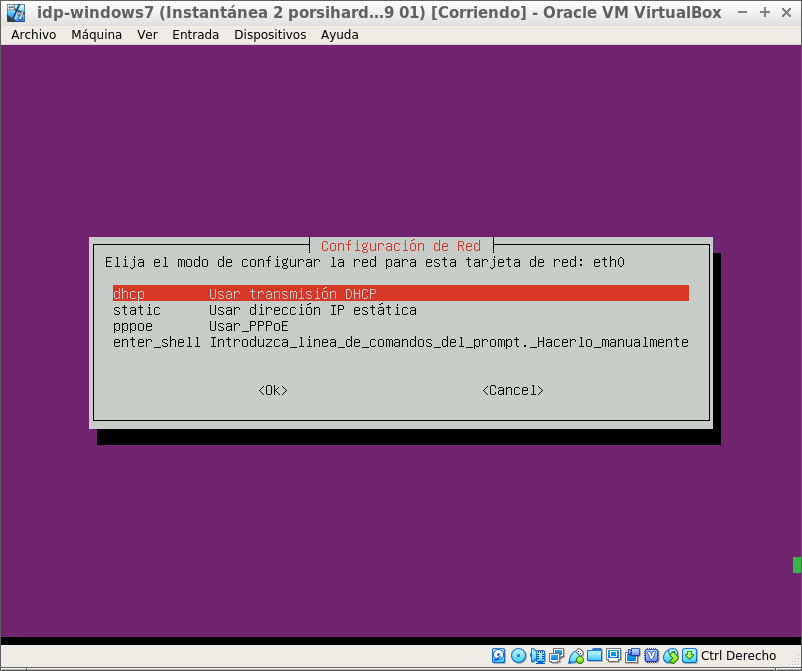 idp-windows7 (Instantánea 2 porsihard...9 01) [Corriendo] - Oracle VM VirtualBox
Archivo Máquina Ver Entrada Dispositivos Ayuda
Configuración de Red
Elija el modo de configurar la red para esta tarjeta de red: eth0
dhcp Usar transmisión DHCP
static Usar dirección IP estática
pppoe Usar_PPPoE
enter_shell Introduzca_linea_de_comandos_del_prompt._Hacerlo_manualmente
<Ok> <Cancel>
Ctrl Derecho